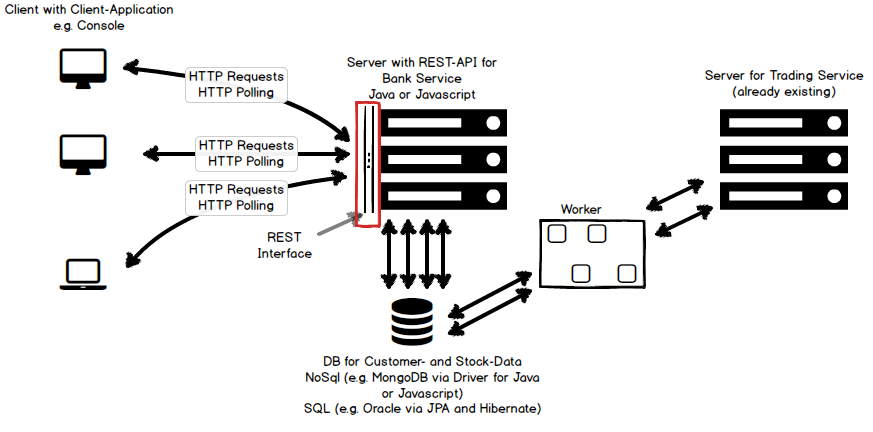 Client with Client-Application
e.g. Console
HTTP Requests
HTTP Polling
Server with REST-API for
Bank Service
Java or Javascript
Server for Trading Service
(already existing)
HTTP Requests
HTTP Polling
HTTP Requests
HTTP Polling
REST
Interface
Worker
DB for Customer- and Stock-Data
NoSql (e.g. MongoDB via Driver for Java
or Javascript)
SQL (e.g. Oracle via JPA and Hibernate)